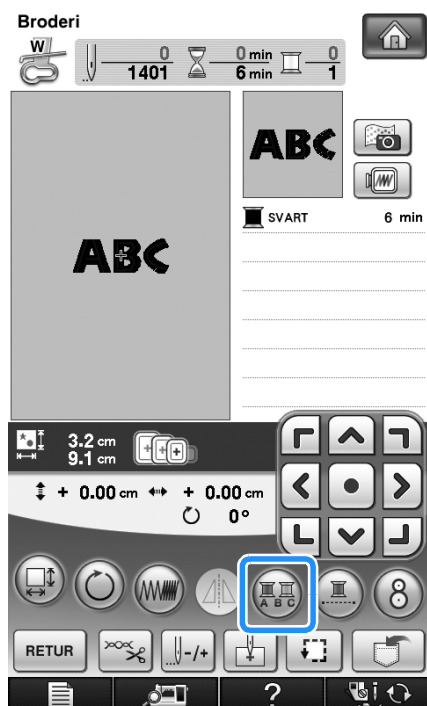 Broderi
W
0 0 min 0
1401 6 min 1
ABC ABC
SVART 6 min
3.2 cm
9.1 cm
+ 0.00 cm + 0.00 cm
0°
A B C
8
RETUR -/+
?